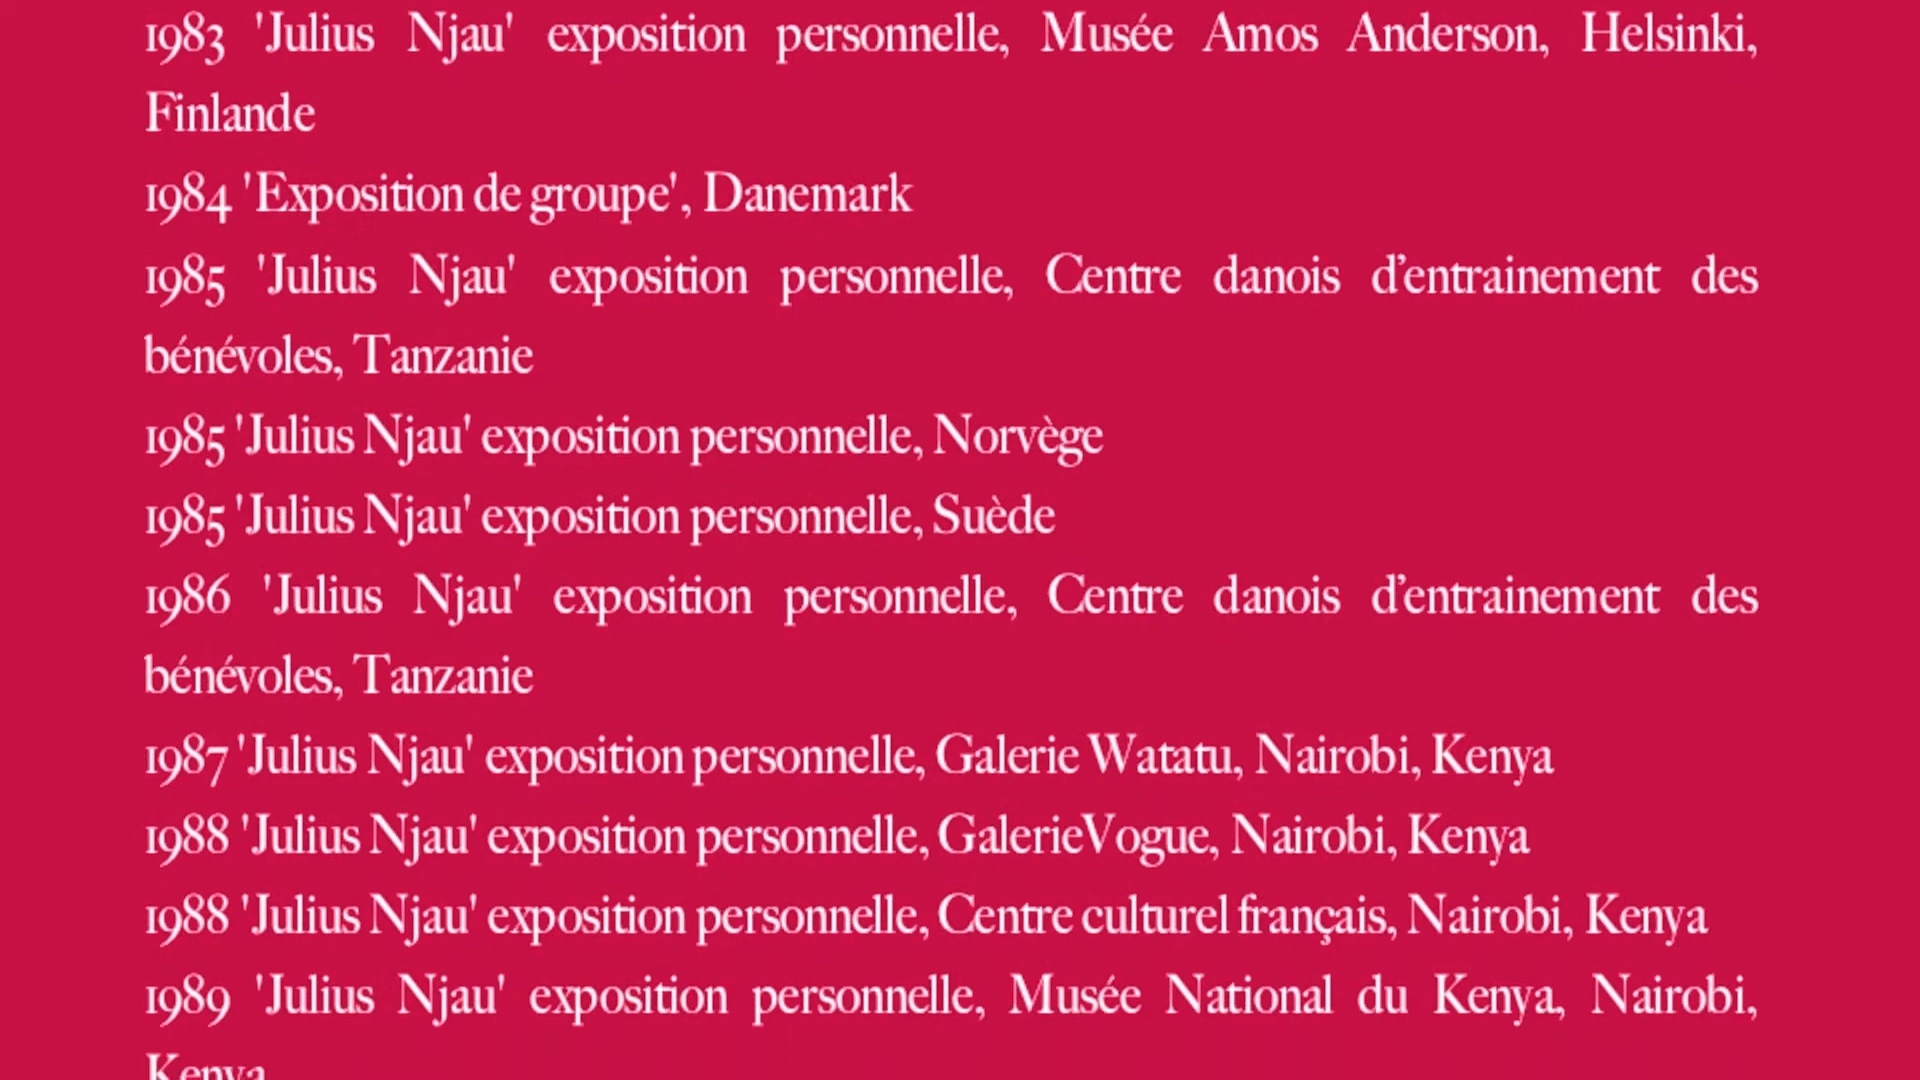 1983 'Julius Njau' exposition personnelle, Musée Amos Anderson, Helsinki,
Finlande
1984 'Exposition de groupe', Danemark
1985 'Julius Njau' exposition personnelle, Centre danois d’entrainement des
bénévoles, Tanzanie
1985 'Julius Njau' exposition personnelle, Norvège
1985 'Julius Njau' exposition personnelle, Suède
1986 'Julius Njau' exposition personnelle, Centre danois d’entrainement des
bénévoles, Tanzanie
1987 'Julius Njau' exposition personnelle, Galerie Watatu, Nairobi, Kenya
1988 'Julius Njau' exposition personnelle, GalerieVogue, Nairobi, Kenya
1988 'Julius Njau' exposition personnelle, Centre culturel français, Nairobi, Kenya
1989 'Julius Njau' exposition personnelle, Musée National du Kenya, Nairobi,
Kenya